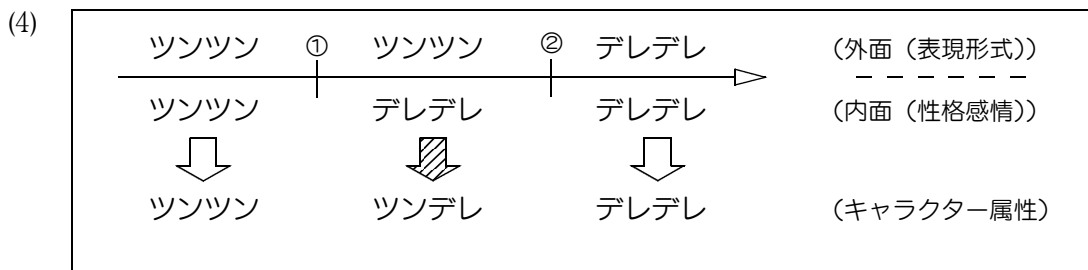 (4)
ツンツン ① ツンツン ② デレデレ (外面（表現形式）)
ツンツン デレデレ デレデレ (内面（性格感情）)
ツンツン ツンデレ デレデレ (キャラクター属性)